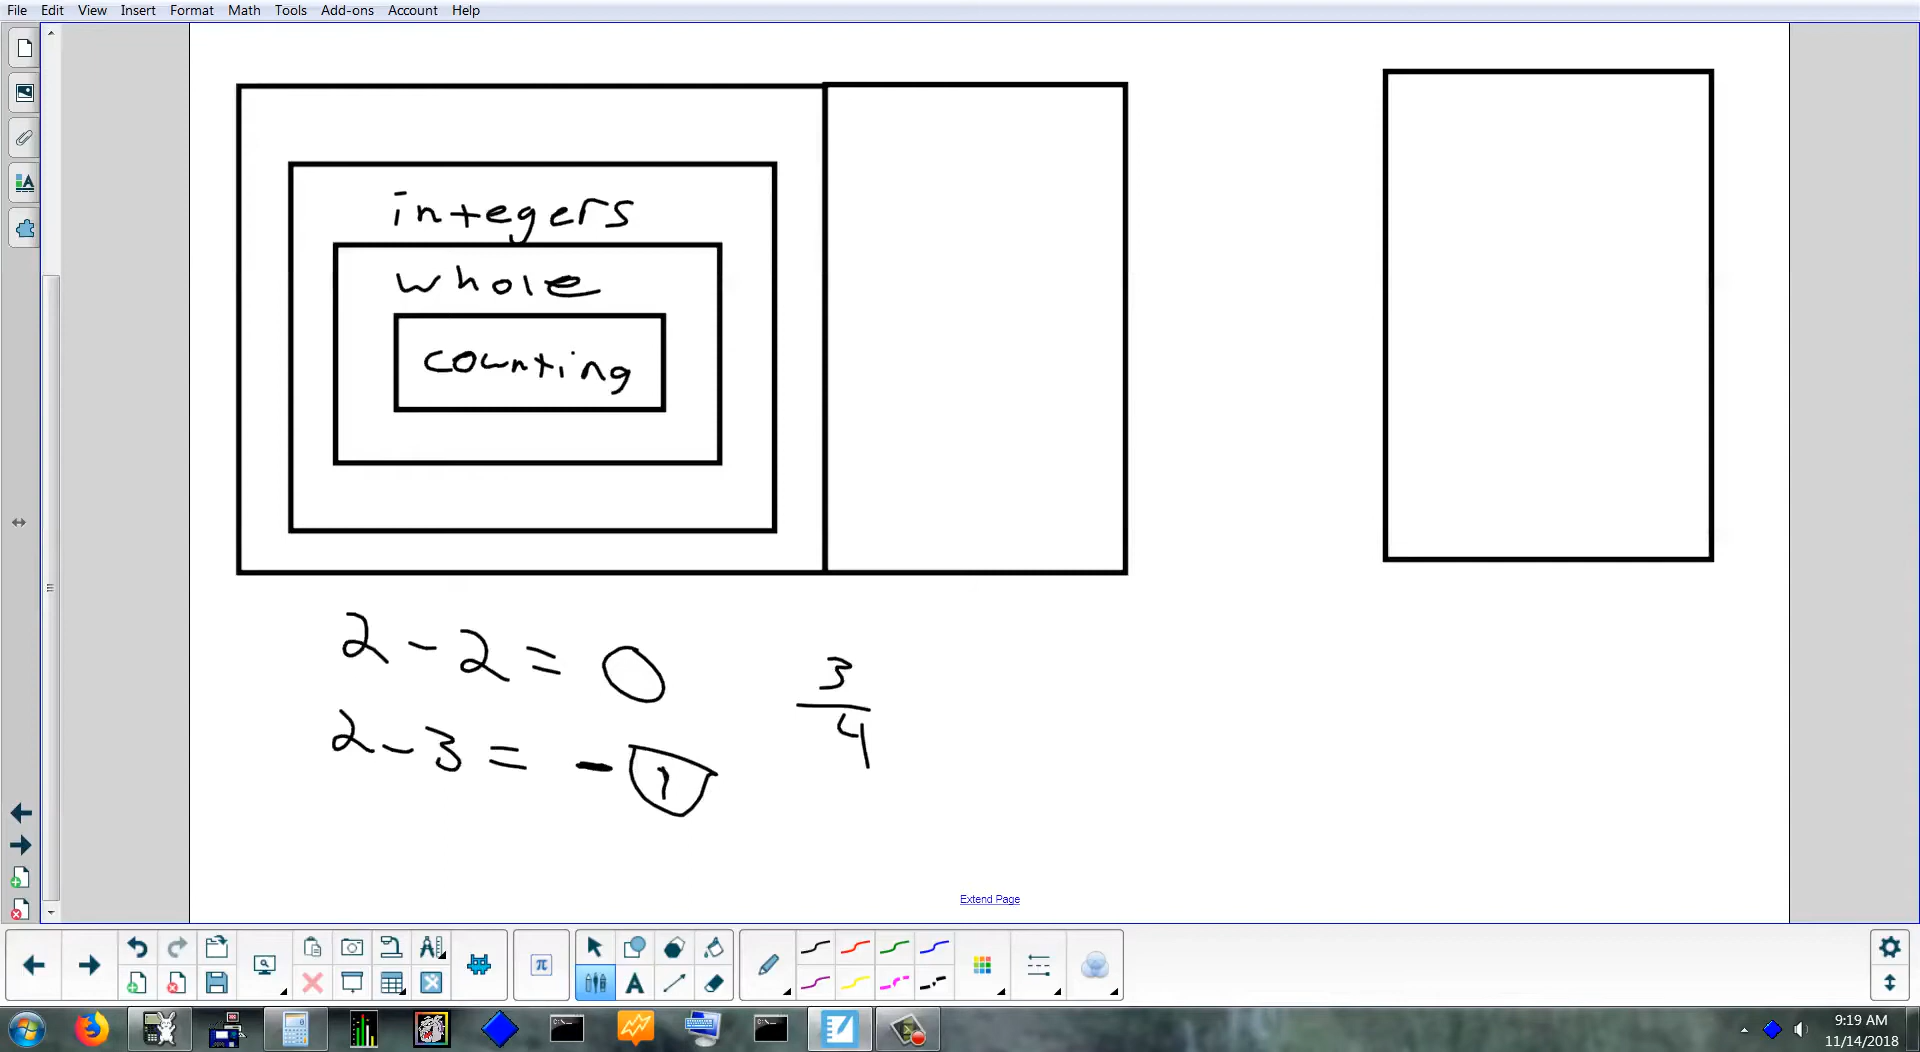 File Edit View Insert Format Math Tools Add-ons Account Help
integers
whole
counting
2 - 2 = 0
2 - 3 = - 1
3
4
Extend Page
9:19 AM
11/14/2018